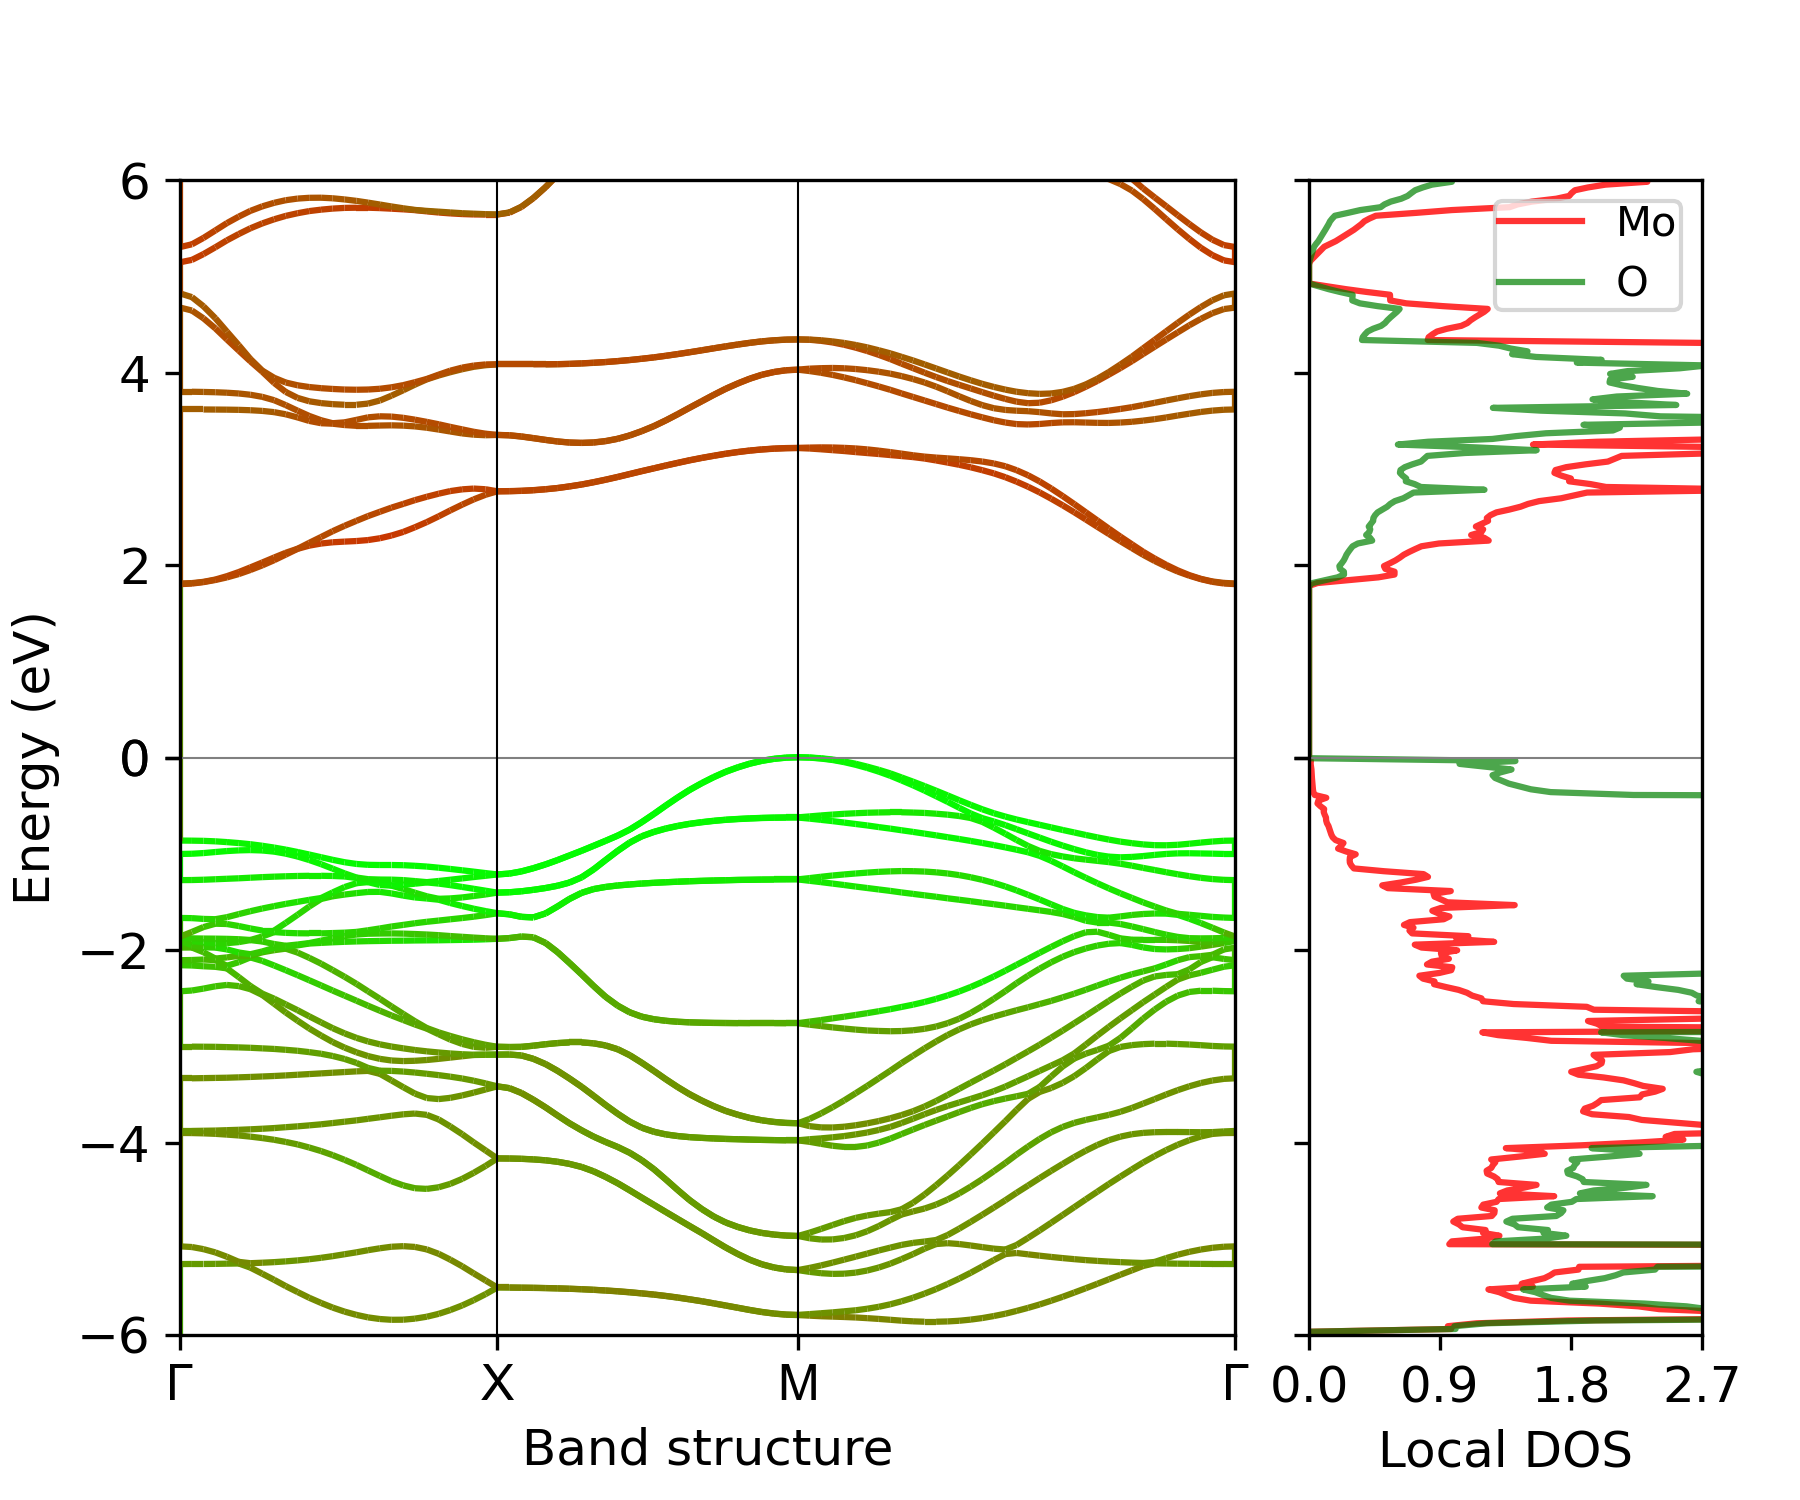 Energy (eV)
6
4
2
0
−2
−4
−6
Γ X M Γ
Band structure
Mo
O
0.0 0.9 1.8 2.7
Local DOS